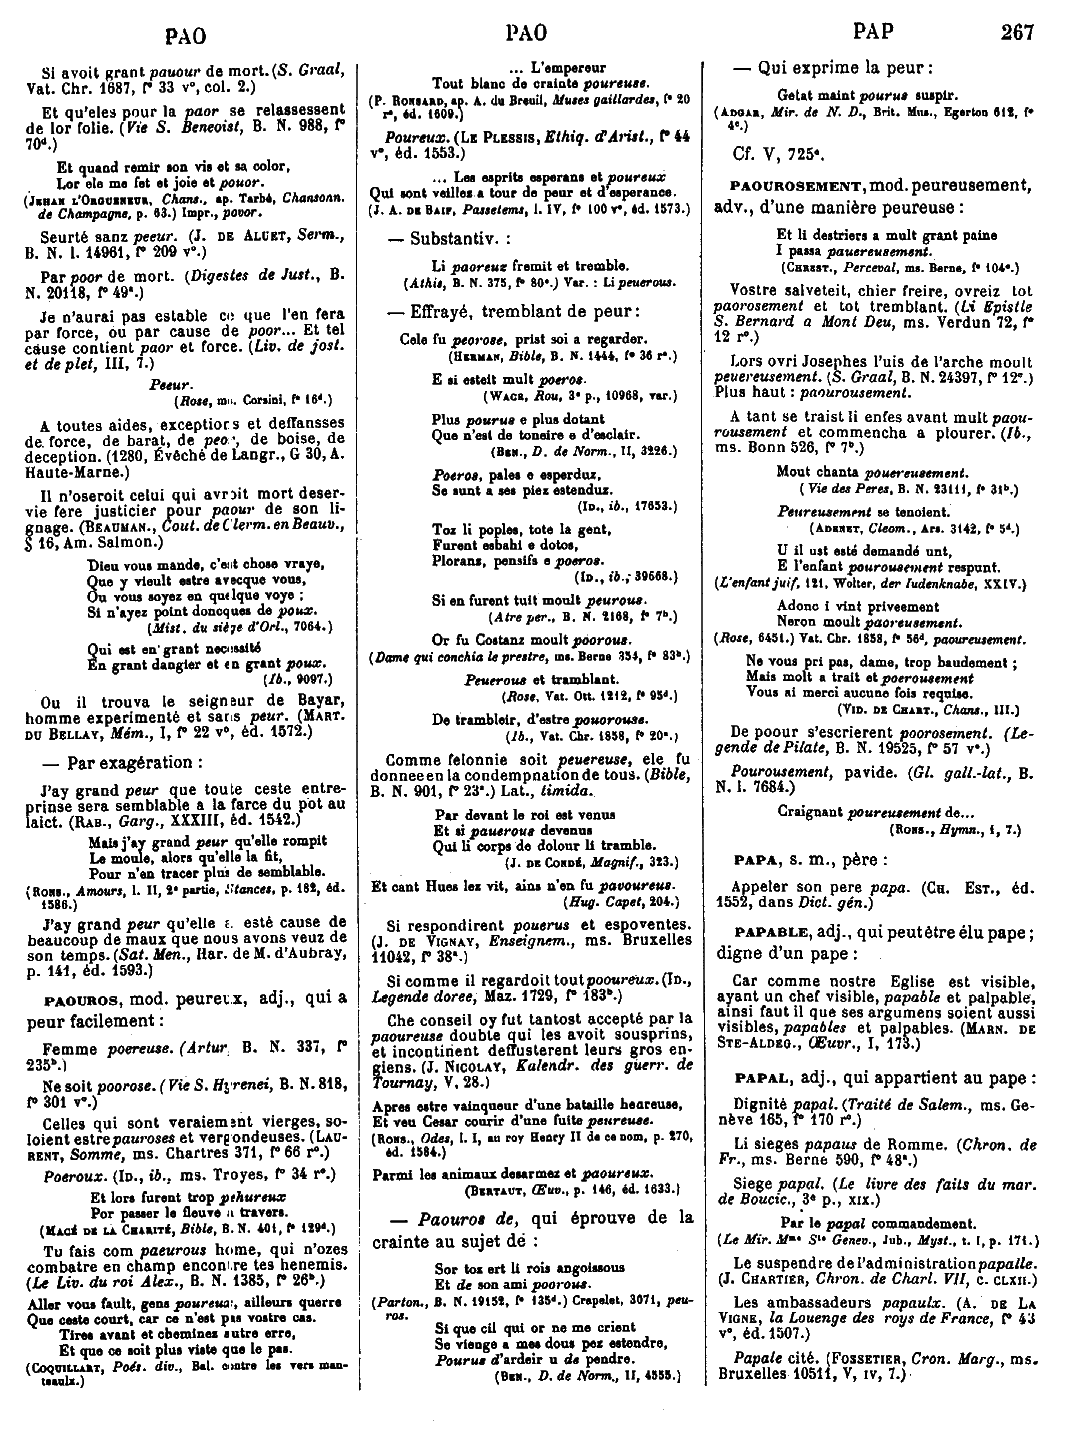 PAO
PAO
PAP
267
Si avoit grant pauour de mort. (S. Graal,
Vat. Chr. 1687, f° 33 v°, col. 2.)
Et qu'eles pour la paor se relassessent
de lor folie. (Vie S. Beneoist, B. N. 988, f°
70ᵈ.)
Et quand remir son vis et sa color,
Lor ele me fet et joie et pouor.
(JEHAN L'ORGUENEUR, Chans., ap. Tarbé, Chansonn.
de Champagne, p. 63.) Impr., povor.
Seurté sanz peeur. (J. DE ALUET, Serm.,
B. N. l. 14961, f° 209 v°.)
Par poor de mort. (Digestes de Just., B.
N. 20118, f° 49ᵃ.)
Je n'aurai pas estable ce que l'en fera
par force, ou par cause de poor... Et tel
cause contient paor et force. (Liv. de jost.
et de plet, III, 7.)
Peeur.
(Rose, ms. Corsini, f° 16ᵈ.)
A toutes aides, exceptions et deffansses
de force, de barat, de peor, de boise, de
deception. (1280, Évêché de Langr., G 30, A.
Haute-Marne.)
Il n'oseroit celui qui avroit mort deser-
vie fere justicier pour paour de son li-
gnage. (BEAUMAN., Cout. de Clerm. en Beauv.,
§ 16, Am. Salmon.)
Dieu vous mande, c'est chose vraye,
Que y vieult estre avecque vous,
Ou vous soyez en quelque voye ;
Si n'ayez point doncques de poux.
(Mist. du siège d'Orl., 7064.)
Qui est en grant necessité
En grant dangier et en grant poux.
(Ib., 9097.)
Ou il trouva le seigneur de Bayar,
homme experimenté et sans peur. (MART.
DU BELLAY, Mém., I, f° 22 v°, éd. 1572.)
— Par exagération :
J'ay grand peur que toute ceste entre-
prinse sera semblable a la farce du pot au
laict. (RAB., Garg., XXXIII, éd. 1542.)
Mais j'ay grand peur qu'elle rompit
Le moule, alors qu'elle la fit,
Pour n'en tracer plus de semblable.
(RONS., Amours, l. II, 2ᵉ partie, Stances, p. 182, éd.
1586.)
J'ay grand peur qu'elle a esté cause de
beaucoup de maux que nous avons veuz de
son temps. (Sat. Men., Har. de M. d'Aubray,
p. 141, éd. 1593.)
PAOUROS, mod. peureux, adj., qui a
peur facilement :
Femme poereuse. (Artur, B. N. 337, f°
235ᵇ.)
Ne soit poorose. (Vie S. Hyrenei, B. N. 818,
f° 301 v°.)
Celles qui sont veraiement vierges, so-
loient estre pauroses et vergondeuses. (LAU-
RENT, Somme, ms. Chartres 371, f° 66 r°.)
Poeroux. (ID., ib., ms. Troyes, f° 34 r°.)
Et lors furent trop pehureux
Por passer le fleuve a travers.
(MACÉ DE LA CHARITÉ, Bible, B. N. 401, f° 129ᵈ.)
Tu fais com paeurous home, qui n'ozes
combatre en champ encontre tes henemis.
(Le Liv. du roi Alex., B. N. 1385, f° 26ᵇ.)
Aller vous fault, gens poureux, ailleurs querre
Que ceste court, car ce n'est pas vostre cas.
Tirez avant et cheminez autre erre,
Et que ce soit plus viste que le pas.
(COQUILLART, Poés. div., Bal. contre les vers man-
teaulx.)
... L'empereur
Tout blanc de crainte poureuse.
(P. RONSARD, ap. A. du Breuil, Muses gaillardes, f° 20
r°, éd. 1609.)
Poureux. (LE PLESSIS, Ethiq. d'Arist., f° 44
v°, éd. 1553.)
... Les esprits esperans et poureux
Qui sont veilles a tour de peur et d'esperance.
(J. A. DE BAIF, Passetems, l. IV, f° 100 v°, éd. 1573.)
— Substantiv. :
Li paoreuz fremit et tremble.
(Athis, B. N. 375, f° 80ᵃ.) Var. : Li peuerous.
— Effrayé, tremblant de peur :
Cele fu peorose, prist soi a regarder.
(HERMAN, Bible, B. N. 1444, f° 36 r°.)
E si esteit mult poeros.
(WACE, Rou, 3ᵉ p., 10968, var.)
Plus pourus e plus dotant
Que n'est de toneire e d'esclair.
(BEN., D. de Norm., II, 3226.)
Poeros, pales e esperduz,
Se sunt a ses piez estenduz.
(ID., ib., 17653.)
Toz li poples, tote la gent,
Furent esbahi e dotos,
Plorans, pensifs e poeros.
(ID., ib., 39668.)
Si en furent tuit moult peurous.
(Atre per., B. N. 2168, f° 7ᵇ.)
Or fu Costanz moult poorous.
(Dame qui conchia le prestre, ms. Berne 354, f° 83ᵇ.)
Peuerous et tramblant.
(Rose, Vat. Ott. 1212, f° 95ᵈ.)
De trambleir, d'estre pouorouse.
(Ib., Vat. Chr. 1858, f° 20ᵃ.)
Comme felonnie soit peuereuse, ele fu
donnee en la condempnation de tous. (Bible,
B. N. 901, f° 23ᵃ.) Lat., timida.
Par devant le roi est venus
Et si pauerous devenus
Qui li corps de dolour li tramble.
(J. DE CONDÉ, Magnif., 323.)
Et cant Hues lez vit, ains n'en fu pavoureus.
(Hug. Capet, 204.)
Si respondirent pouerus et espoventes.
(J. DE VIGNAY, Enseignem., ms. Bruxelles
11042, f° 38ᵃ.)
Si comme il regardoit tout pooureux. (ID.,
Legende doree, Maz. 1729, f° 183ᵃ.)
Che conseil oy fut tantost accepté par la
paoureuse double qui les avoit sousprins,
et incontinent deffusterent leurs gros en-
giens. (J. NICOLAY, Kalendr. des guerr. de
Tournay, V, 28.)
Apres estre vainqueur d'une bataille heureuse,
Et veu Cesar courir d'une fuite peureuse.
(RONS., Odes, l. I, au roy Henry II de ce nom, p. 270,
éd. 1584.)
Parmi les animaux desarmez et paoureux.
(BERTAUT, Œuv., p. 146, éd. 1633.)
— Paouros de, qui éprouve de la
crainte au sujet de :
Sor toz ert li rois angoissous
Et de son ami poorous.
(Parton., B. N. 19152, f° 135ᵈ.) Crapelet, 3071, peu-
ros.
Si que cil qui or ne me crient
Se vienge a mes dous pez estendre,
Pourus d'ardeir u de pendre.
(BEN., D. de Norm., II, 4555.)
— Qui exprime la peur :
Getat maint pourus suspir.
(ADGAR, Mir. de N. D., Brit. Mus., Egerton 612, f°
4ᶜ.)
Cf. V, 725ᵃ.
PAOUROSEMENT, mod. peureusement,
adv., d'une manière peureuse :
Et li destriers a mult grant paine
I passa pauereusement.
(CHREST., Perceval, ms. Berne, f° 104ᵃ.)
Vostre salveteit, chier freire, ovreiz tot
paorosement et tot tremblant. (Li Epistle
S. Bernard a Mont Deu, ms. Verdun 72, f°
12 r°.)
Lors ovri Josephes l'uis de l'arche moult
peuereusement. (S. Graal, B. N. 24397, f° 12ᵃ.)
Plus haut : paourousement.
A tant se traist li enfes avant mult paou-
rousement et commencha a plourer. (Ib.,
ms. Bonn 526, f° 7ᵇ.)
Mout chanta pouereusement.
(Vie des Peres, B. N. 23111, f° 31ᵇ.)
Peureusement se tenoient.
(ADENET, Cleom., Ars. 3142, f° 5ᵈ.)
U il ust esté demandé unt,
E l'enfant pourousement respunt.
(L'enfant juif, 121, Wolter, der Iudenknabe, XXIV.)
Adonc i vint priveement
Neron moult paoreusement.
(Rose, 6451.) Vat. Chr. 1858, f° 56ᵈ, paoureusement.
Ne vous pri pas, dame, trop baudement ;
Mais molt a trait et poerousement
Vous ai merci aucune fois requise.
(VID. DE CHART., Chans., III.)
De poour s'escrierent poorosement. (Le-
gende de Pilate, B. N. 19525, f° 57 v°.)
Pourousement, pavide. (Gl. gall.-lat., B.
N. l. 7684.)
Craignant poureusement de...
(RONS., Hymn., I, 7.)
PAPA, s. m., père :
Appeler son pere papa. (CH. EST., éd.
1552, dans Dict. gén.)
PAPABLE, adj., qui peut être élu pape ;
digne d'un pape :
Car comme nostre Eglise est visible,
ayant un chef visible, papable et palpable,
ainsi faut il que ses argumens soient aussi
visibles, papables et palpables. (MARN. DE
STE-ALDEG., Œuvr., I, 173.)
PAPAL, adj., qui appartient au pape :
Dignité papal. (Traité de Salem., ms. Ge-
nève 165, f° 170 r°.)
Li sieges papaus de Romme. (Chron. de
Fr., ms. Berne 590, f° 48ᵃ.)
Siege papal. (Le livre des faits du mar.
de Boucic., 3ᵉ p., XIX.)
Par le papal commandement.
(Le Mir. Mᵐᵉ Sᵗᵉ Genev., Jub., Myst., t. I, p. 171.)
Le suspendre de l'administration papalle.
(J. CHARTIER, Chron. de Charl. VII, c. CLXII.)
Les ambassadeurs papaulx. (A. DE LA
VIGNE, la Louenge des roys de France, f° 43
v°, éd. 1507.)
Papale cité. (FOSSETIER, Cron. Marg., ms.
Bruxelles 10511, V, IV, 7.)